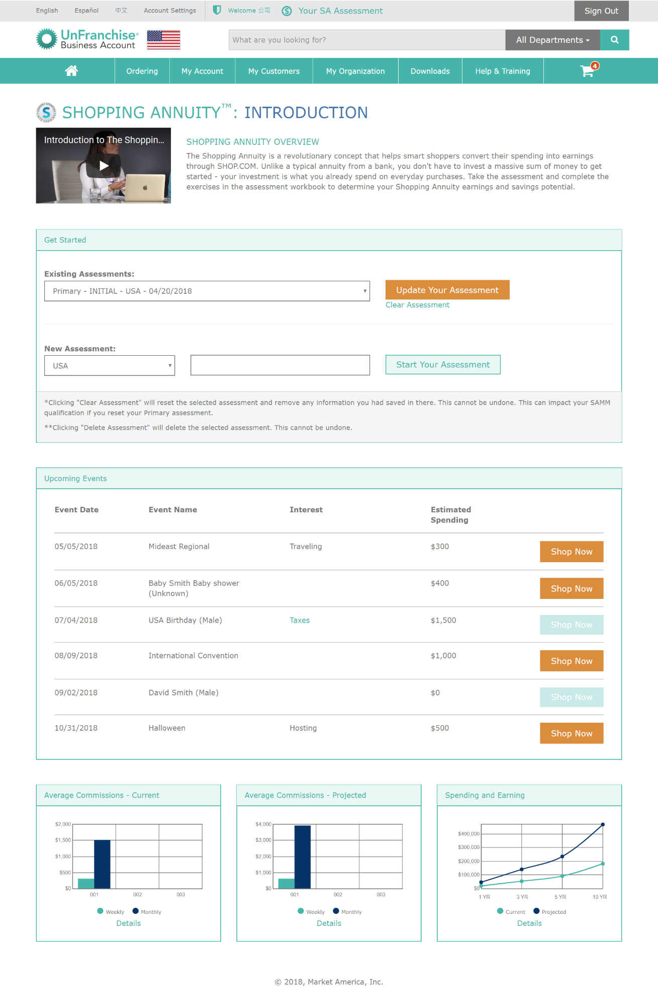 English Español 中文 Account Settings Welcome 公司 Your SA Assessment Sign Out
UnFranchise®
Business Account
What are you looking for? All Departments
Ordering My Account My Customers My Organization Downloads Help & Training 4
SHOPPING ANNUITY™: INTRODUCTION
Introduction to The Shoppin...
SHOPPING ANNUITY OVERVIEW
The Shopping Annuity is a revolutionary concept that helps smart shoppers convert their spending into earnings
through SHOP.COM. Unlike a typical annuity from a bank, you don't have to invest a massive sum of money to get
started - your investment is what you already spend on everyday purchases. Take the assessment and complete the
exercises in the assessment workbook to determine your Shopping Annuity earnings and savings potential.
Get Started
Existing Assessments:
Primary - INITIAL - USA - 04/20/2018 Update Your Assessment
Clear Assessment
New Assessment:
USA Start Your Assessment
*Clicking "Clear Assessment" will reset the selected assessment and remove any information you had saved in there. This cannot be undone. This can impact your SAMM
qualification if you reset your Primary assessment.
**Clicking "Delete Assessment" will delete the selected assessment. This cannot be undone.
Upcoming Events
Event Date Event Name Interest Estimated
Spending
05/05/2018 Mideast Regional Traveling $300 Shop Now
06/05/2018 Baby Smith Baby shower $400 Shop Now
(Unknown)
07/04/2018 USA Birthday (Male) Taxes $1,500 Shop Now
08/09/2018 International Convention $1,000 Shop Now
09/02/2018 David Smith (Male) $0 Shop Now
10/31/2018 Halloween Hosting $500 Shop Now
Average Commissions - Current
$2,000
$1,500
$1,000
$500
$0
001 002 003
Weekly Monthly
Details
Average Commissions - Projected
$4,000
$3,000
$2,000
$1,000
$0
001 002 003
Weekly Monthly
Details
Spending and Earning
$400,000
$300,000
$200,000
$100,000
$0
1 YR 3 YR 5 YR 10 YR
Current Projected
Details
© 2018, Market America, Inc.